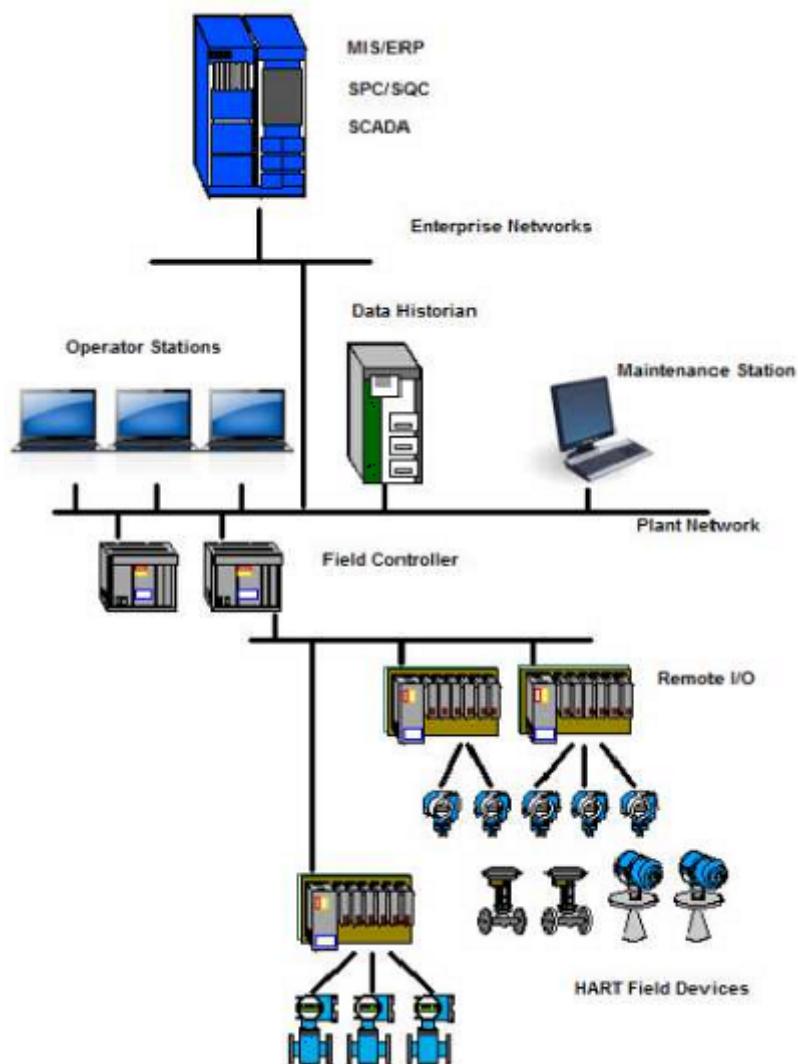 MIS/ERP
SPC/SQC
SCADA
Enterprise Networks
Data Historian
Operator Stations
Maintenance Station
Plant Network
Field Controller
Remote I/O
HART Field Devices